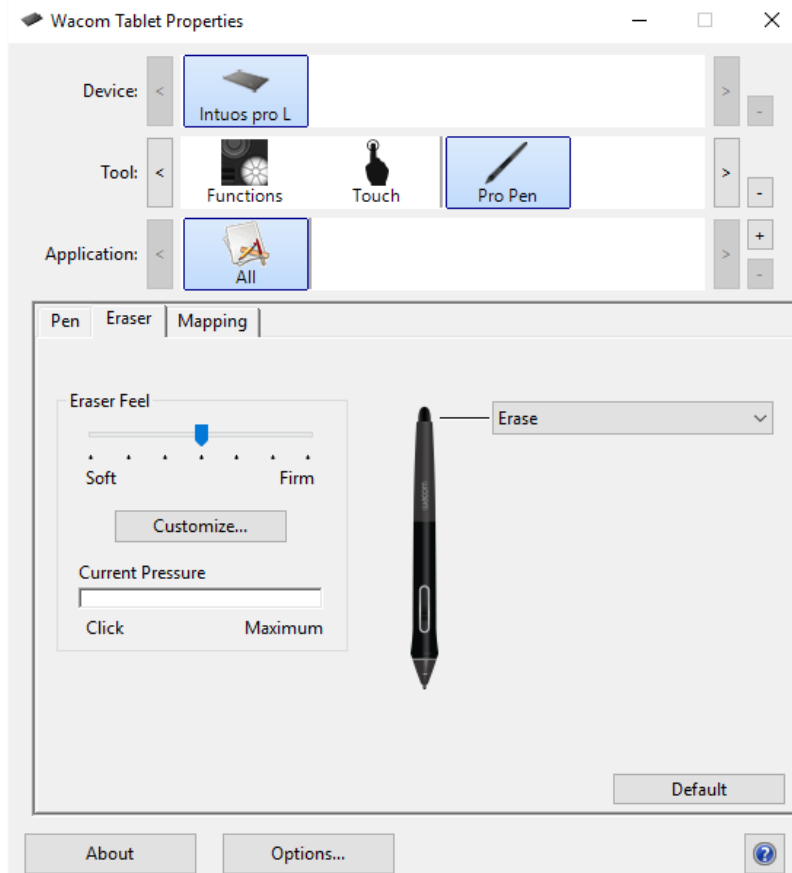 Wacom Tablet Properties
Device:
<
Intuos pro L
>
-
Tool:
<
Functions
Touch
Pro Pen
>
-
Application:
<
All
>
+
-
Pen
Eraser
Mapping
Eraser Feel
Soft
Firm
Customize...
Current Pressure
Click
Maximum
Erase
wacom
Default
About
Options...
?